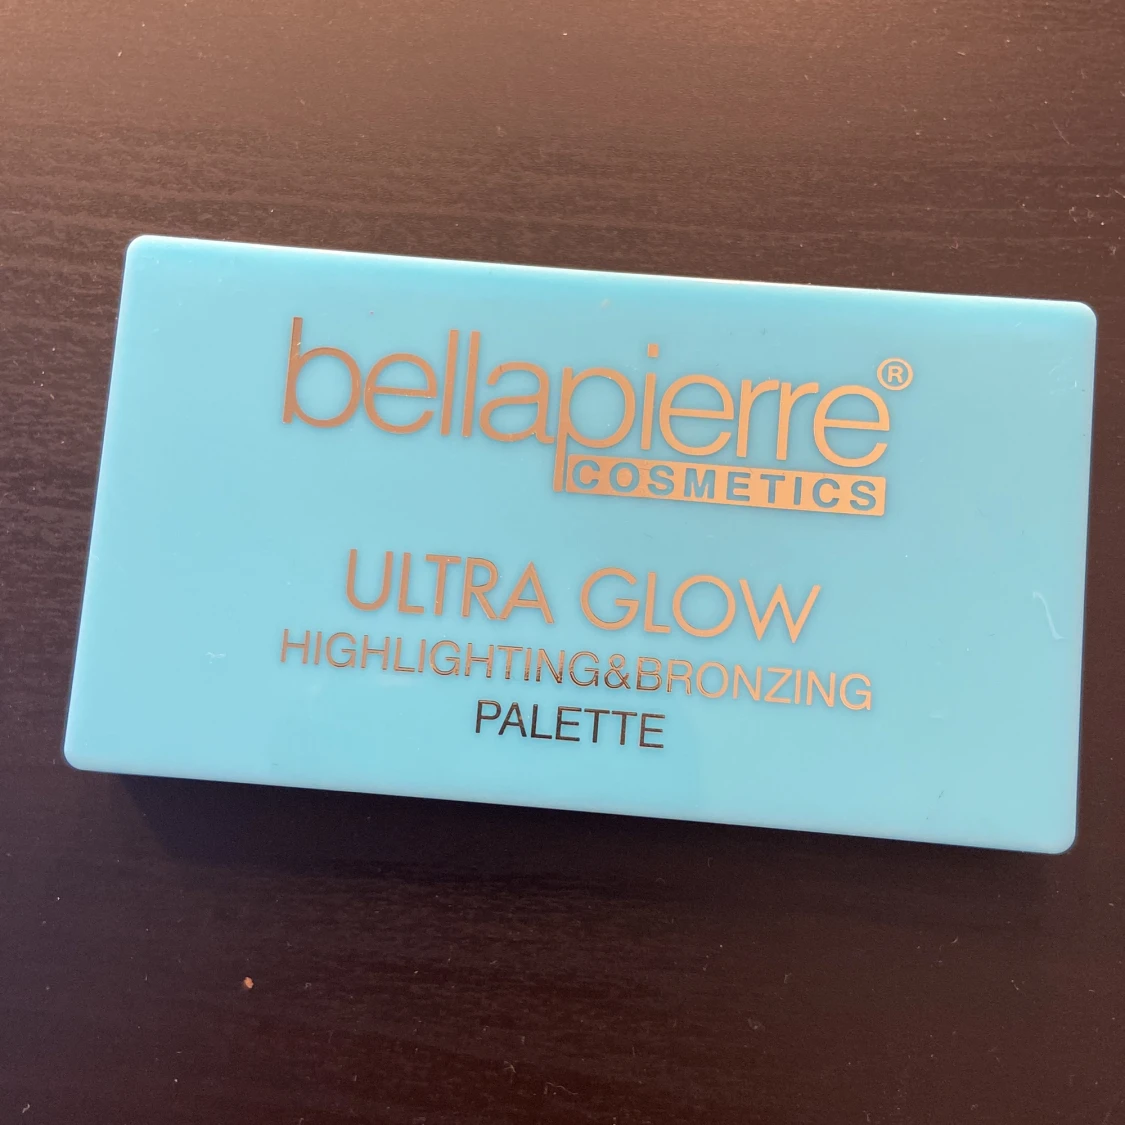 bellapierre®
COSMETICS
ULTRA GLOW
HIGHLIGHTING&BRONZING
PALETTE